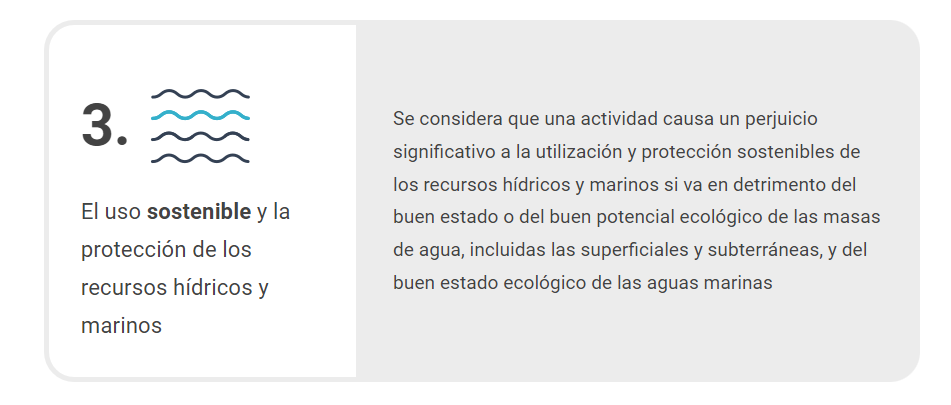 3.
El uso sostenible y la
protección de los
recursos hídricos y
marinos
Se considera que una actividad causa un perjuicio
significativo a la utilización y protección sostenibles de
los recursos hídricos y marinos si va en detrimento del
buen estado o del buen potencial ecológico de las masas
de agua, incluidas las superficiales y subterráneas, y del
buen estado ecológico de las aguas marinas